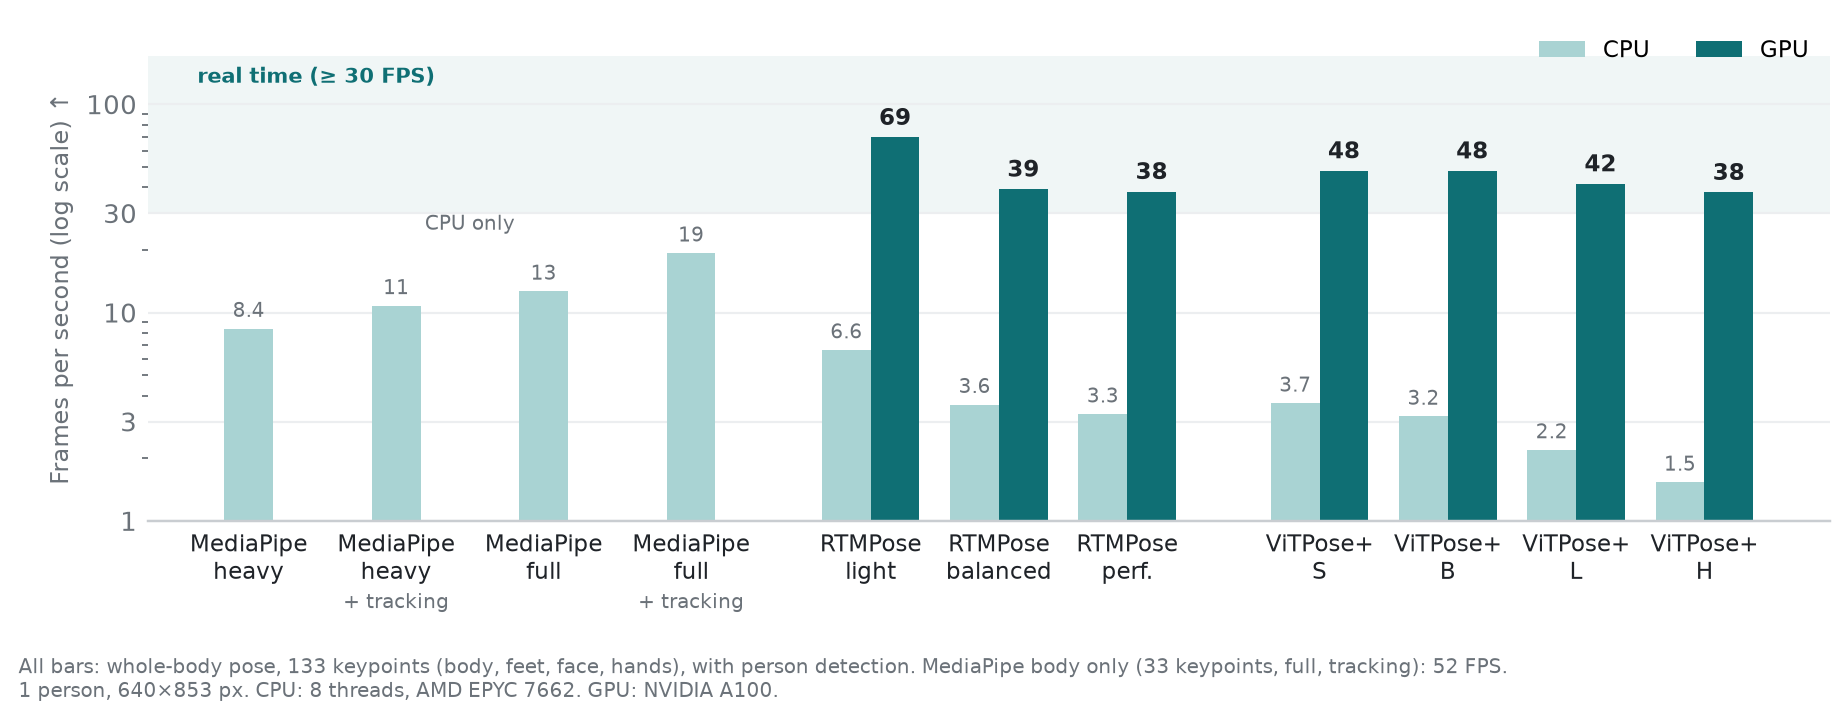 CPU GPU
real time (≥ 30 FPS)
Frames per second (log scale) ↑
100
30
10
3
1
CPU only
8.4
11
13
19
6.6
69
3.6
39
3.3
38
3.7
48
3.2
48
2.2
42
1.5
38
MediaPipe
heavy
MediaPipe
heavy
+ tracking
MediaPipe
full
MediaPipe
full
+ tracking
RTMPose
light
RTMPose
balanced
RTMPose
perf.
ViTPose+
S
ViTPose+
B
ViTPose+
L
ViTPose+
H
All bars: whole-body pose, 133 keypoints (body, feet, face, hands), with person detection. MediaPipe body only (33 keypoints, full, tracking): 52 FPS.
1 person, 640×853 px. CPU: 8 threads, AMD EPYC 7662. GPU: NVIDIA A100.